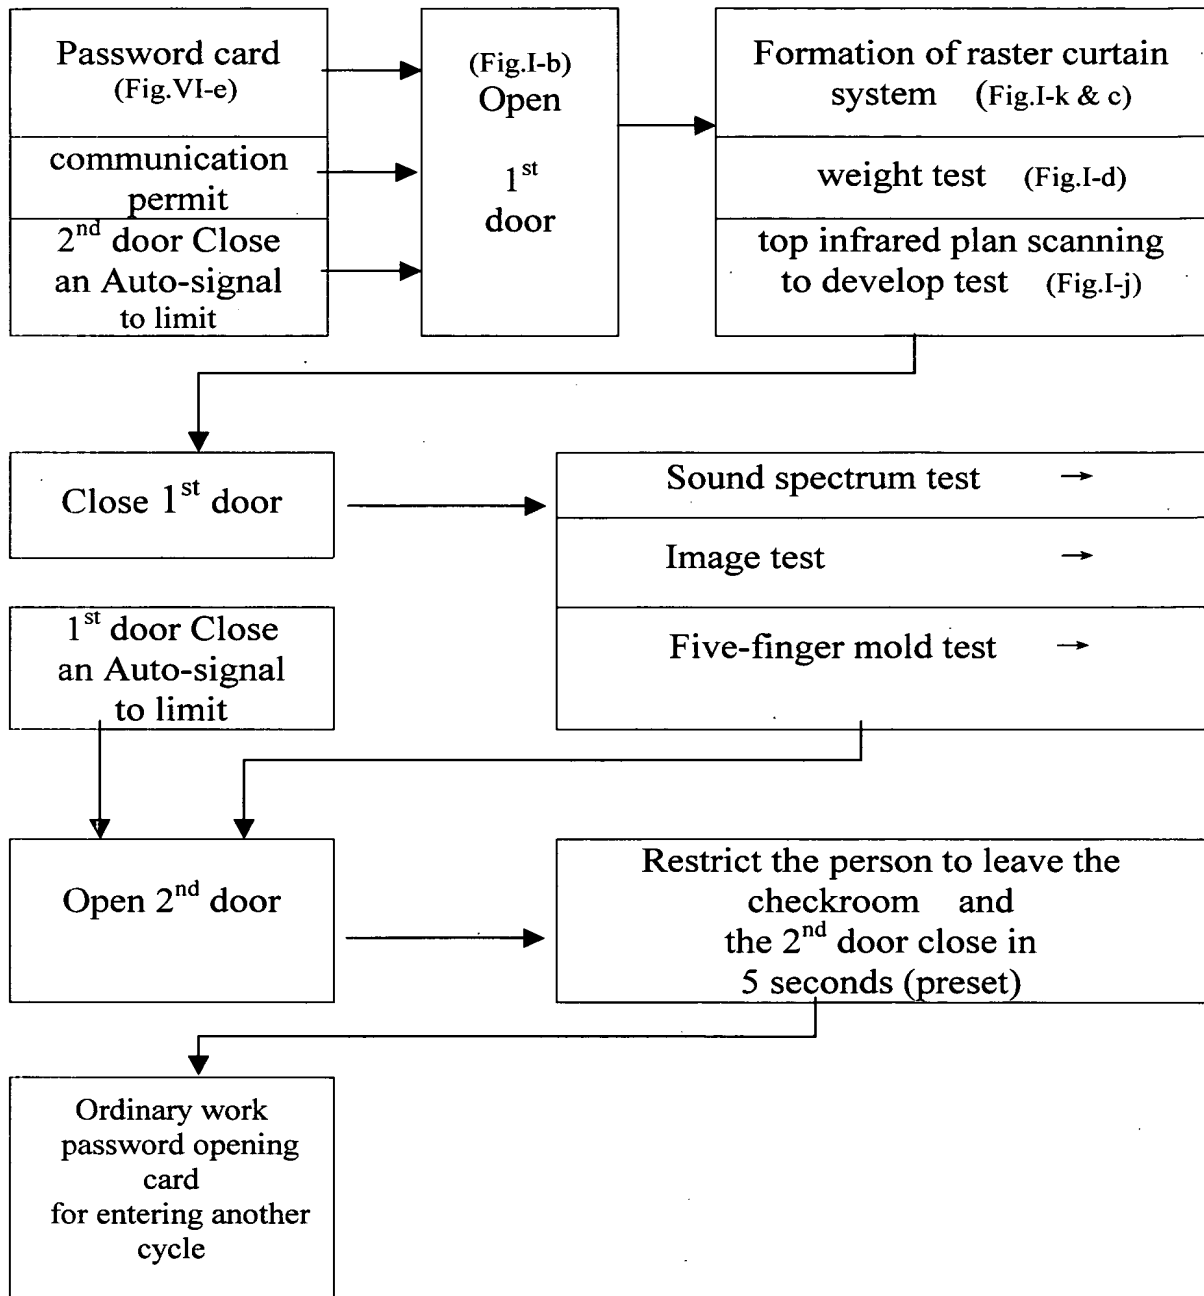 Password card
(Fig.VI-e)
communication
permit
2nd door Close
an Auto-signal
to limit
(Fig.I-b)
Open
1st
door
Formation of raster curtain
system (Fig.I-k & c)
weight test (Fig.I-d)
top infrared plan scanning
to develop test (Fig.I-j)
Close 1st door
Sound spectrum test →
Image test →
Five-finger mold test →
1st door Close
an Auto-signal
to limit
Open 2nd door
Restrict the person to leave the
checkroom and
the 2nd door close in
5 seconds (preset)
Ordinary work
password opening
card
for entering another
cycle